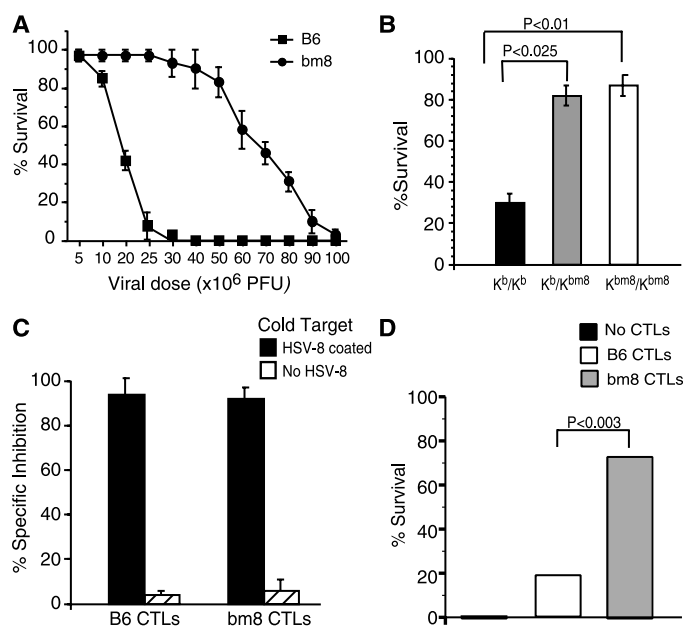 A
B6
bm8
100
80
60
40
20
0
% Survival
5 10 20 25 30 40 50 60 70 80 90 100
Viral dose (x10⁶ PFU)
B
P<0.01
P<0.025
80
60
40
20
0
%Survival
Kᵇ/Kᵇ Kᵇ/Kᵇᵐ⁸ Kᵇᵐ⁸/Kᵇᵐ⁸
C
Cold Target
HSV-8 coated
No HSV-8
100
80
60
40
20
0
% Specific Inhibition
B6 CTLs bm8 CTLs
D
No CTLs
B6 CTLs
bm8 CTLs
P<0.003
100
80
60
40
20
0
% Survival